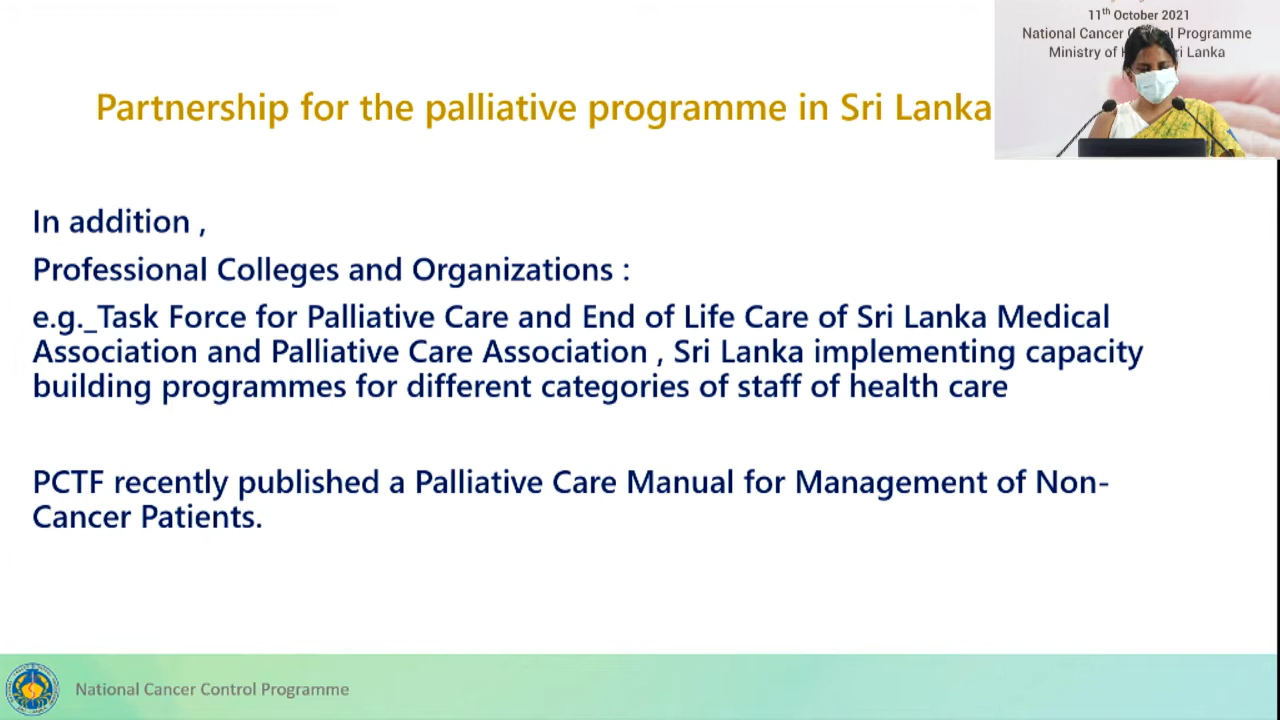 11th October 2021
National Cancer Programme
Ministry of Sri Lanka
Partnership for the palliative programme in Sri Lanka
In addition ,
Professional Colleges and Organizations :
e.g._Task Force for Palliative Care and End of Life Care of Sri Lanka Medical
Association and Palliative Care Association , Sri Lanka implementing capacity
building programmes for different categories of staff of health care
PCTF recently published a Palliative Care Manual for Management of Non-
Cancer Patients.
National Cancer Control Programme